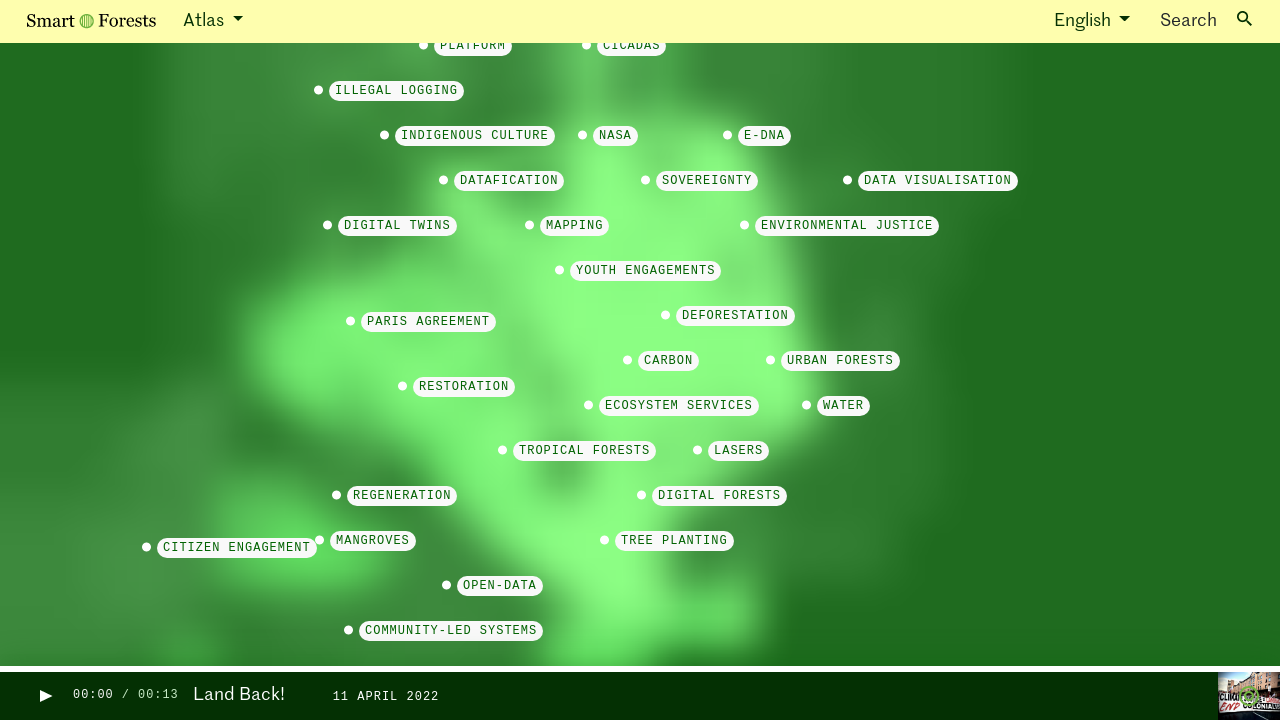 Smart Forests Atlas English Search
PLATFORM CICADAS
ILLEGAL LOGGING
INDIGENOUS CULTURE NASA E-DNA
DATAFICATION SOVEREIGNTY DATA VISUALISATION
DIGITAL TWINS MAPPING ENVIRONMENTAL JUSTICE
YOUTH ENGAGEMENTS
DEFORESTATION
PARIS AGREEMENT
CARBON URBAN FORESTS
RESTORATION
ECOSYSTEM SERVICES WATER
TROPICAL FORESTS LASERS
REGENERATION DIGITAL FORESTS
MANGROVES TREE PLANTING
CITIZEN ENGAGEMENT
OPEN-DATA
COMMUNITY-LED SYSTEMS
00:00 / 00:13 Land Back! 11 APRIL 2022
END